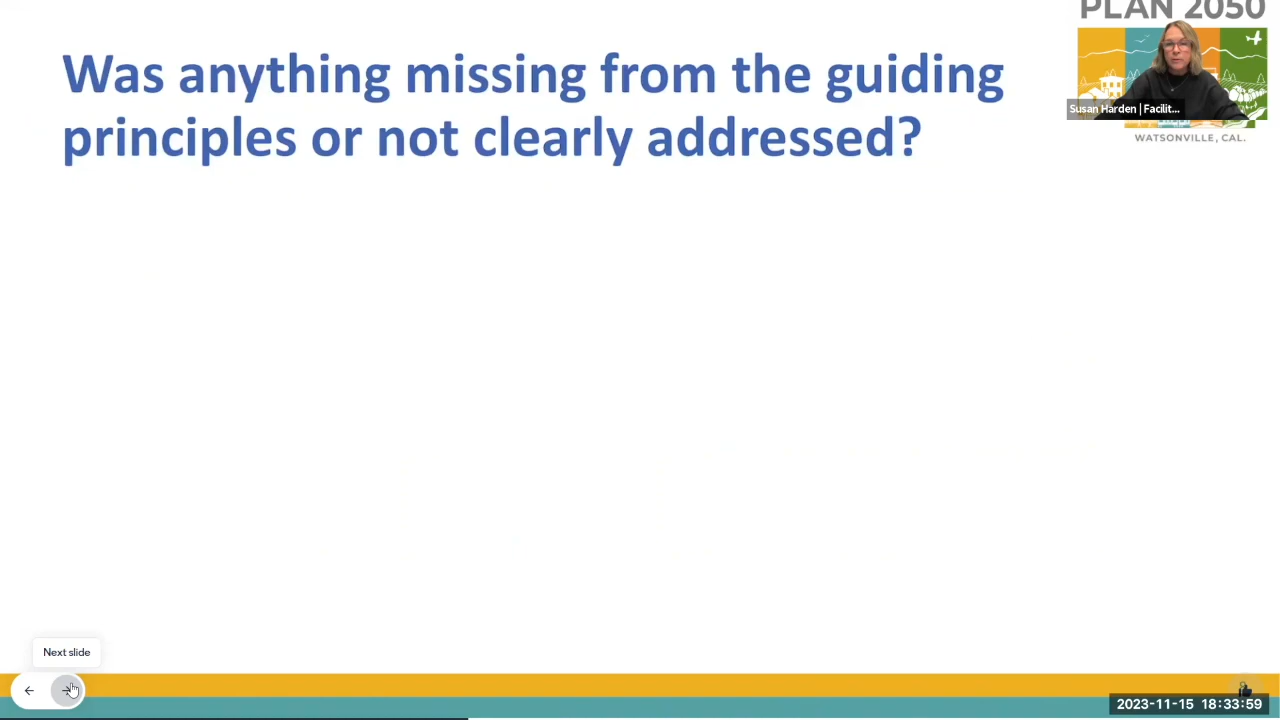 PLAN 2050
Was anything missing from the guiding
principles or not clearly addressed?
Susan Harden | Facilit...
WATSONVILLE, CAL.
Next slide
2023-11-15 18:33:59